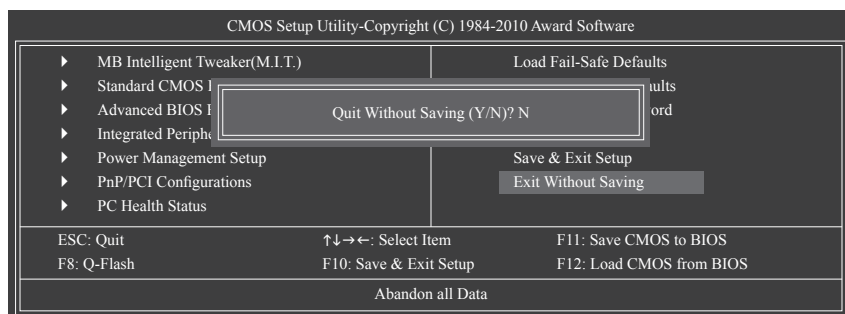 CMOS Setup Utility-Copyright (C) 1984-2010 Award Software
MB Intelligent Tweaker(M.I.T.)
Standard CMOS
Advanced BIOS
Integrated
Power Management Setup
PnP/PCI Configurations
PC Health Status
Load Fail-Safe Defaults
Save & Exit Setup
Exit Without Saving
Quit Without Saving (Y/N)? N
ESC: Quit ↑↓→←: Select Item F11: Save CMOS to BIOS
F8: Q-Flash F10: Save & Exit Setup F12: Load CMOS from BIOS
Abandon all Data